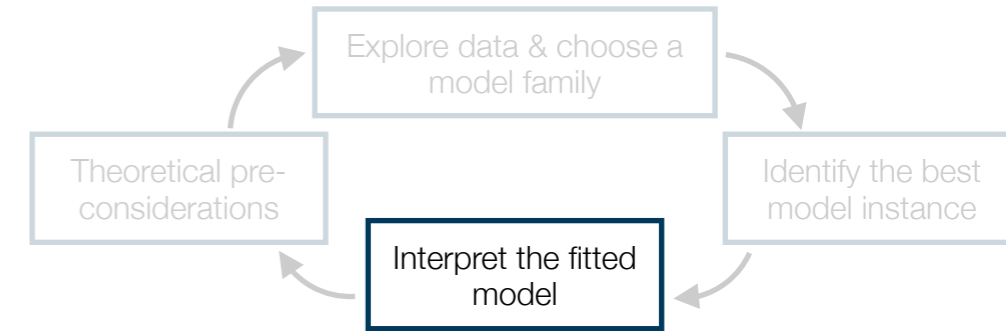 Explore data & choose a
model family
Theoretical pre-
considerations
Identify the best
model instance
Interpret the fitted
model